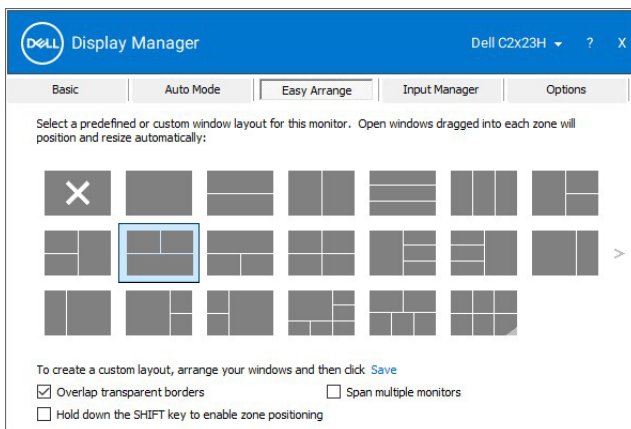 DELL Display Manager Dell C2x23H ? X
Basic Auto Mode Easy Arrange Input Manager Options
Select a predefined or custom window layout for this monitor. Open windows dragged into each zone will
position and resize automatically:
>
To create a custom layout, arrange your windows and then click Save
Overlap transparent borders Span multiple monitors
Hold down the SHIFT key to enable zone positioning